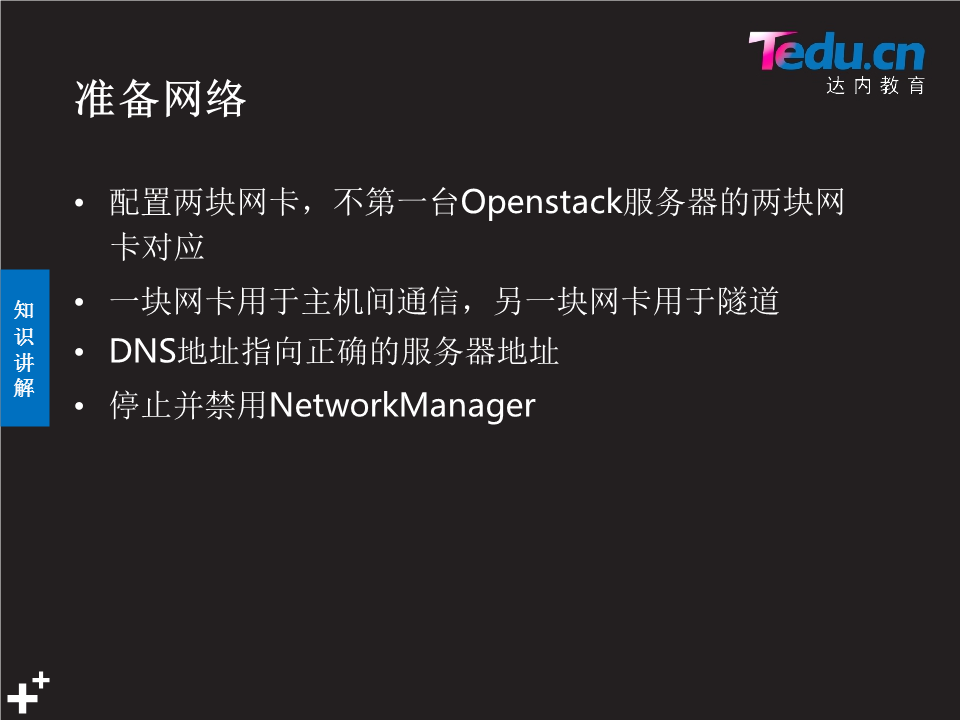 Tedu.cn
达内教育
准备网络
• 配置两块网卡，不第一台Openstack服务器的两块网
卡对应
• 一块网卡用于主机间通信，另一块网卡用于隧道
• DNS地址指向正确的服务器地址
• 停止并禁用NetworkManager
知
识
讲
解